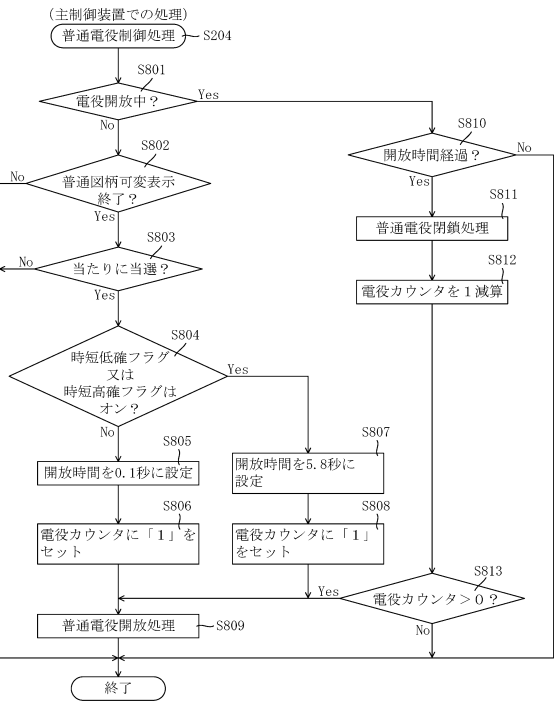 (主制御装置での処理)
普通電役制御処理
S204
S801
電役開放中？
Yes
No
S802
普通図柄可変表示
終了？
No
Yes
S803
当たりに当選？
No
Yes
S804
時短低確フラグ
又は
時短高確フラグは
オン？
Yes
No
S805
開放時間を0.1秒に設定
S806
電役カウンタに「１」を
セット
S807
開放時間を5.8秒に
設定
S808
電役カウンタに「１」
をセット
S809
普通電役開放処理
S810
開放時間経過？
No
Yes
S811
普通電役閉鎖処理
S812
電役カウンタを１減算
S813
電役カウンタ＞０？
Yes
No
終了